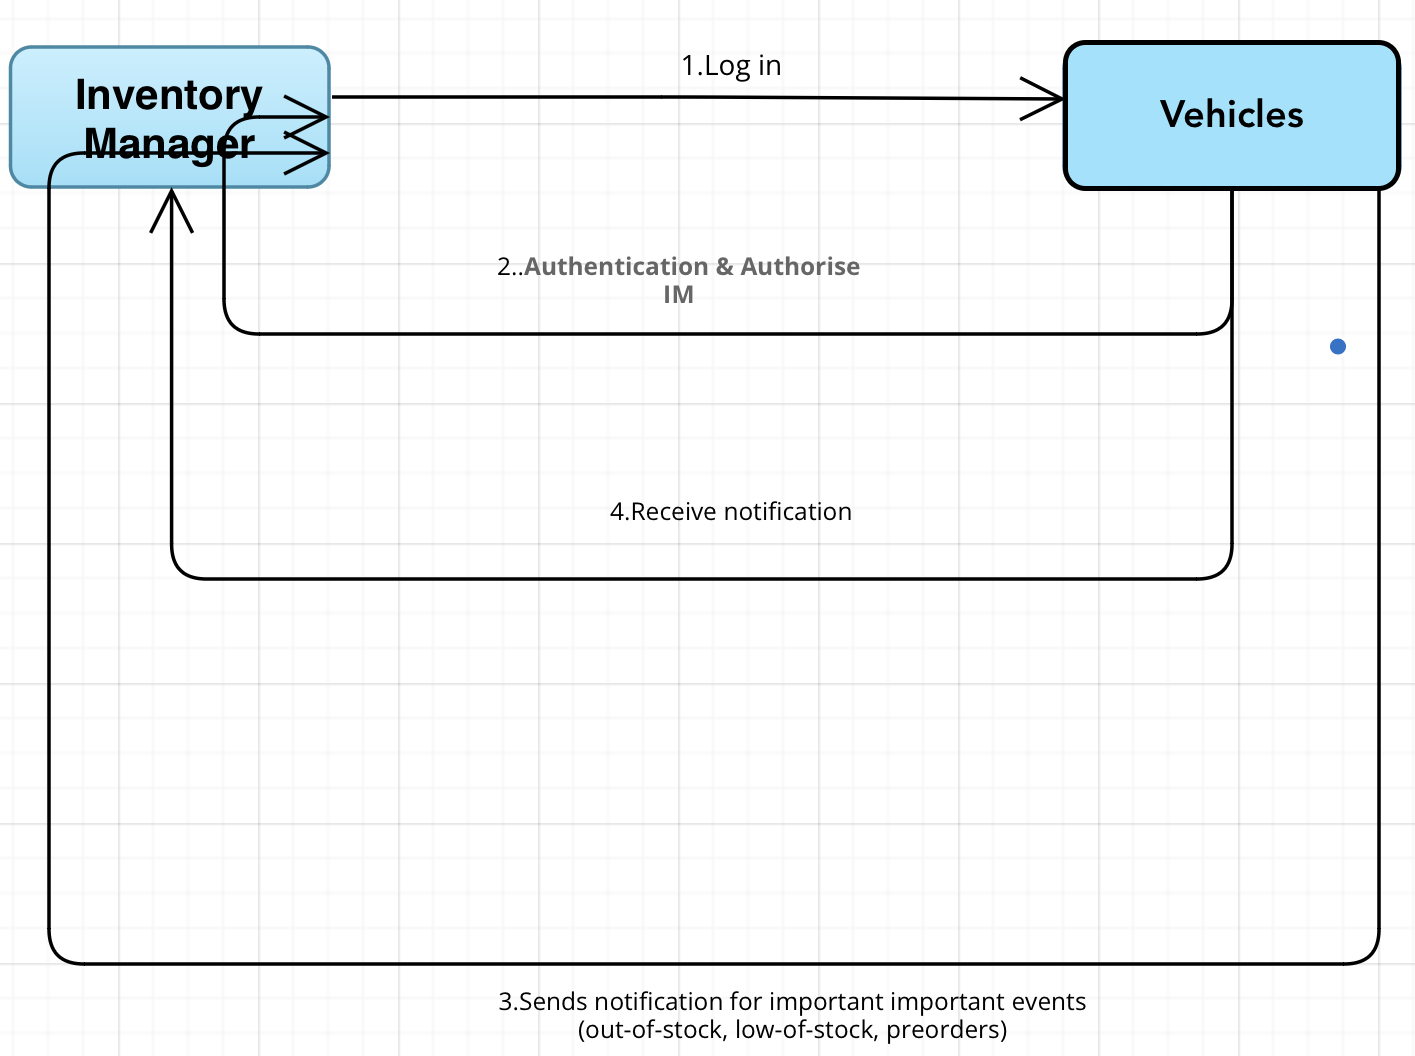 Inventory
Manager
1.Log in
Vehicles
2..Authentication & Authorise
IM
4.Receive notification
3.Sends notification for important important events
(out-of-stock, low-of-stock, preorders)